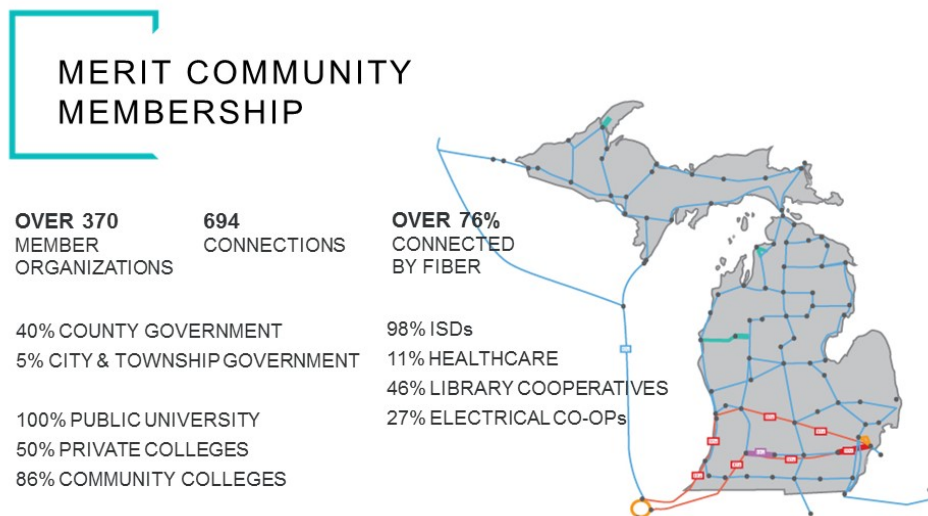 MERIT COMMUNITY
MEMBERSHIP
OVER 370
MEMBER
ORGANIZATIONS
694
CONNECTIONS
OVER 76%
CONNECTED
BY FIBER
40% COUNTY GOVERNMENT
5% CITY & TOWNSHIP GOVERNMENT
100% PUBLIC UNIVERSITY
50% PRIVATE COLLEGES
86% COMMUNITY COLLEGES
98% ISDs
11% HEALTHCARE
46% LIBRARY COOPERATIVES
27% ELECTRICAL CO-OPs